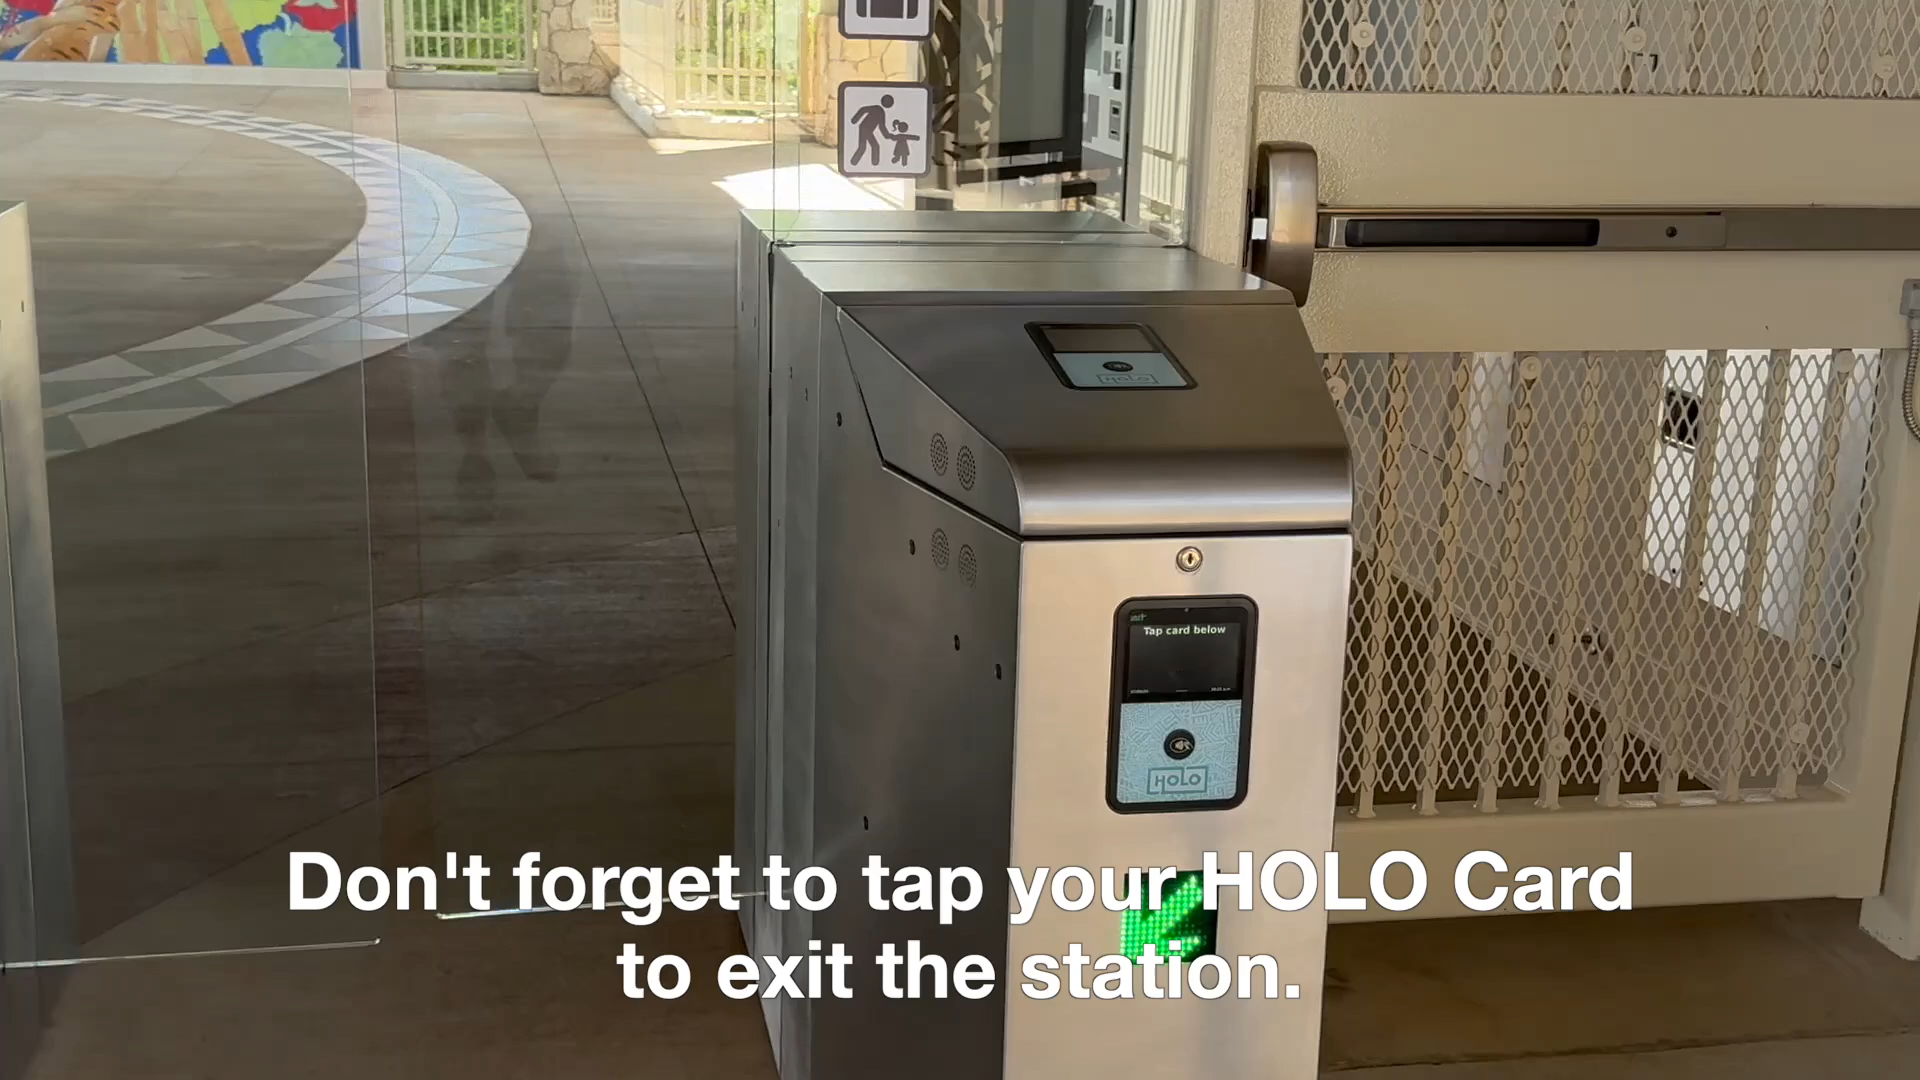 HOLO
Tap card below
HOLO
Don't forget to tap your HOLO Card
to exit the station.